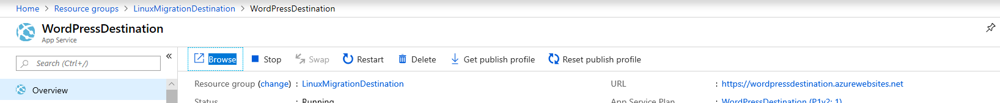 Home > Resource groups > LinuxMigrationDestination > WordPressDestination
WordPressDestination
App Service
Search (Ctrl+/)
«
Browse Stop Swap Restart Delete Get publish profile Reset publish profile
Overview
Resource group (change) : LinuxMigrationDestination
URL : https://wordpressdestination.azurewebsites.net
Status : Running
App Service Plan : WordPressDestination (P1v2: 1)